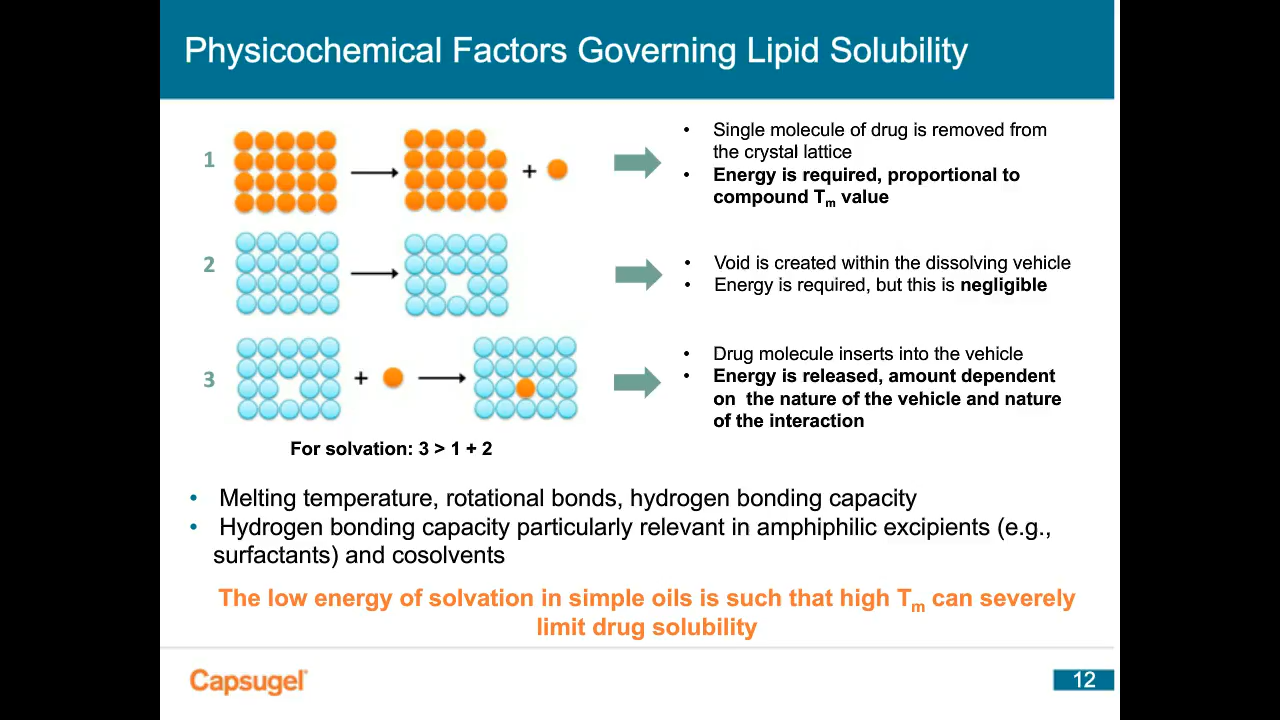 Physicochemical Factors Governing Lipid Solubility
1
+
• Single molecule of drug is removed from
the crystal lattice
• Energy is required, proportional to
compound Tm value
2
• Void is created within the dissolving vehicle
• Energy is required, but this is negligible
3
+
• Drug molecule inserts into the vehicle
• Energy is released, amount dependent
on the nature of the vehicle and nature
of the interaction
For solvation: 3 > 1 + 2
• Melting temperature, rotational bonds, hydrogen bonding capacity
• Hydrogen bonding capacity particularly relevant in amphiphilic excipients (e.g.,
surfactants) and cosolvents
The low energy of solvation in simple oils is such that high Tm can severely
limit drug solubility
Capsugel
12